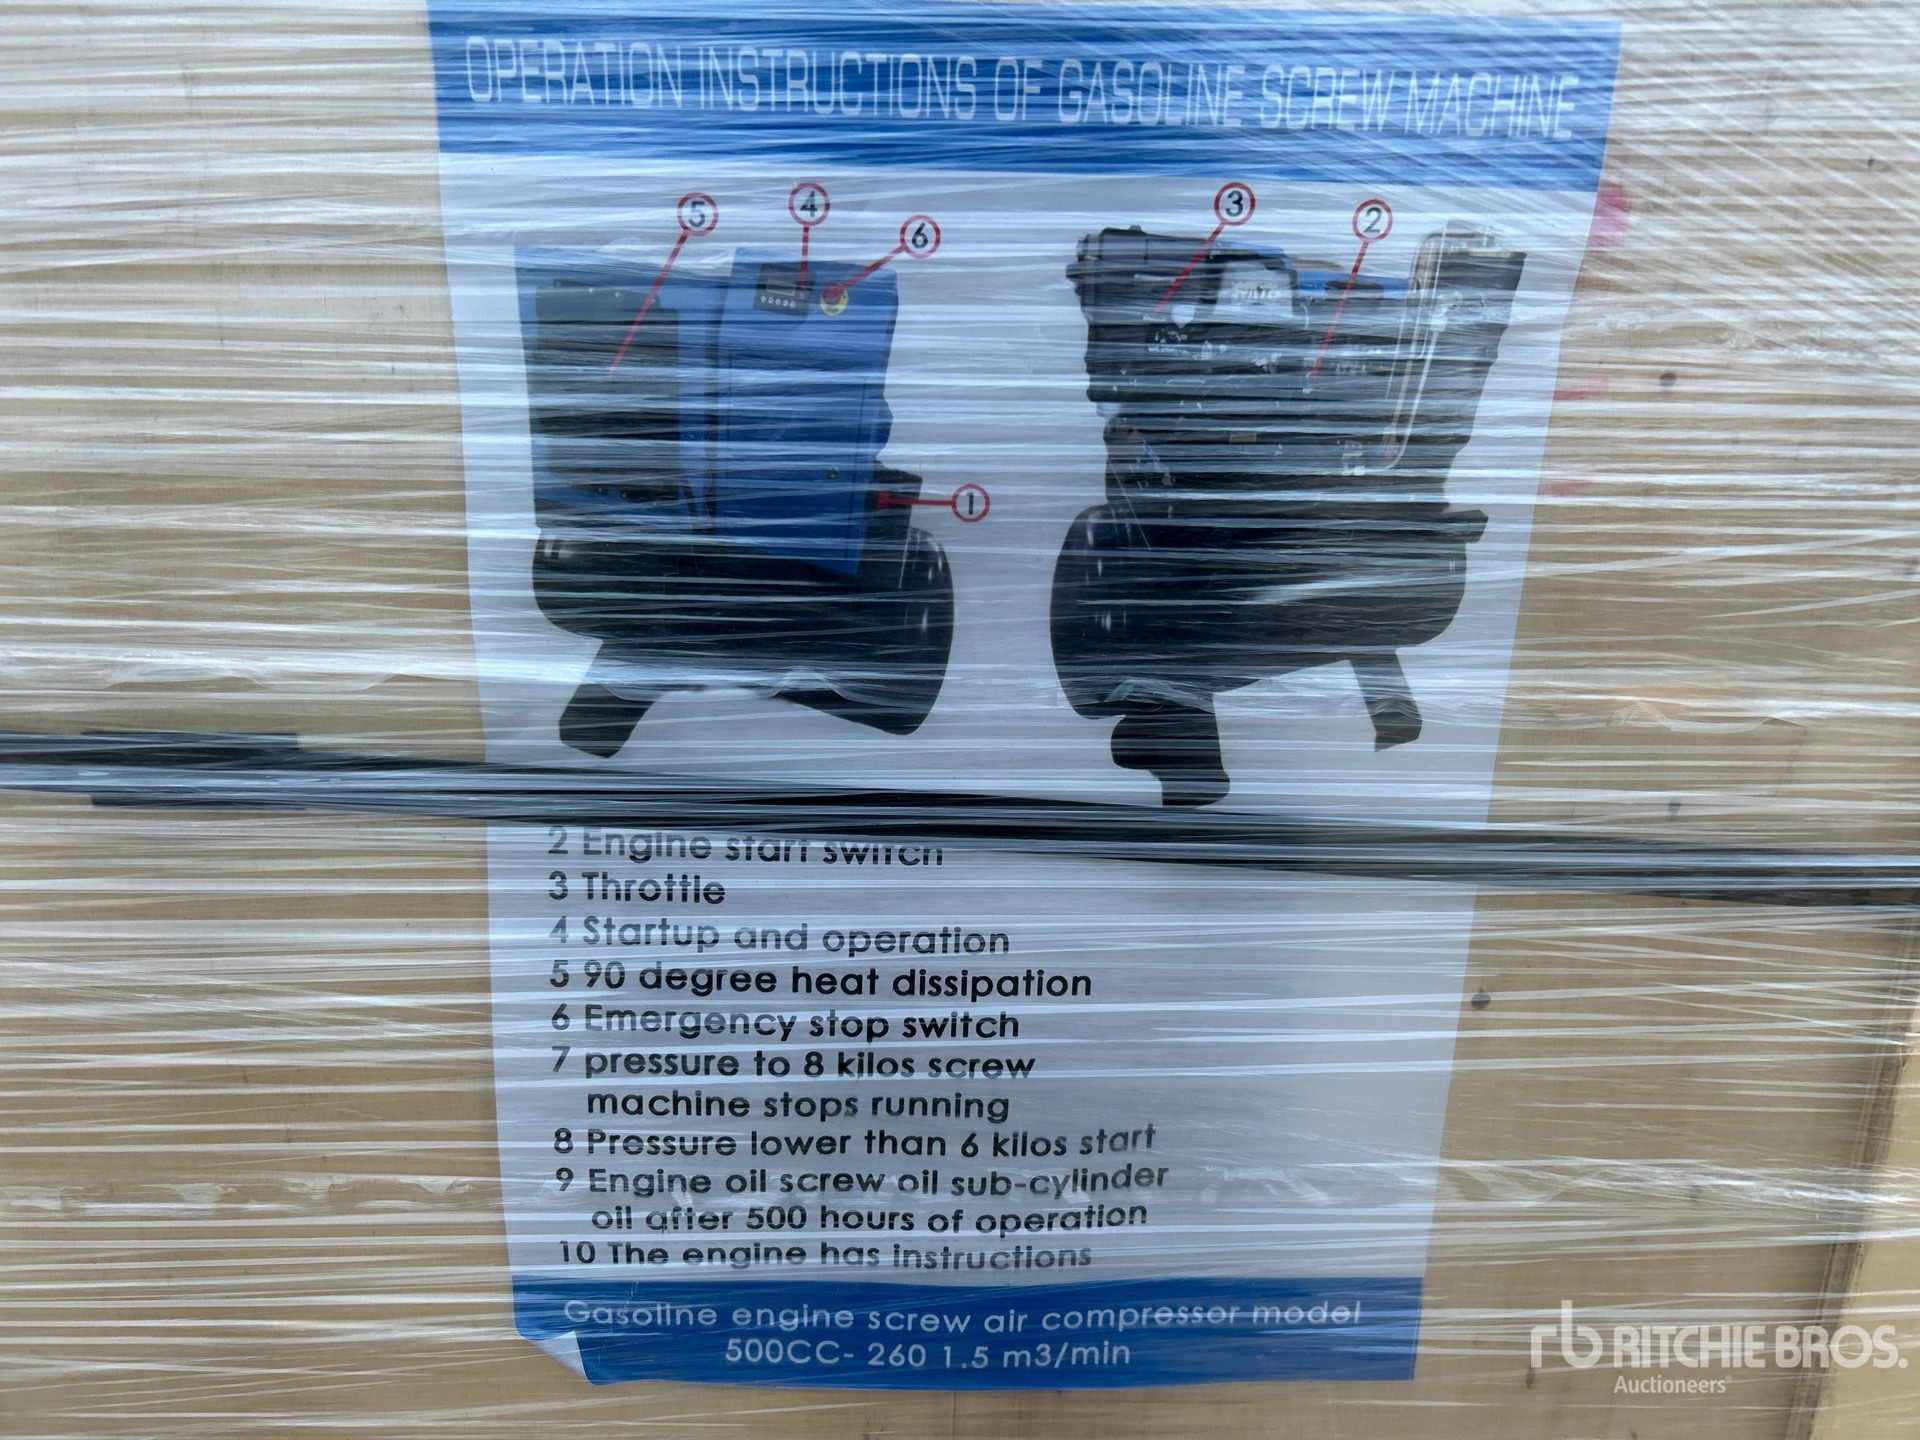 OPERATION INSTRUCTIONS OF GASOLINE SCREW MACHINE
5
4
6
3
2
1
2 Engine start switch
3 Throttle
4 Startup and operation
5 90 degree heat dissipation
6 Emergency stop switch
7 pressure to 8 kilos screw
machine stops running
8 Pressure lower than 6 kilos start
9 Engine oil screw oil sub-cylinder
oil after 500 hours of operation
10 The engine has instructions
Gasoline engine screw air compressor model
500CC- 260 1.5 m3/min
rb RITCHIE BROS.
Auctioneers